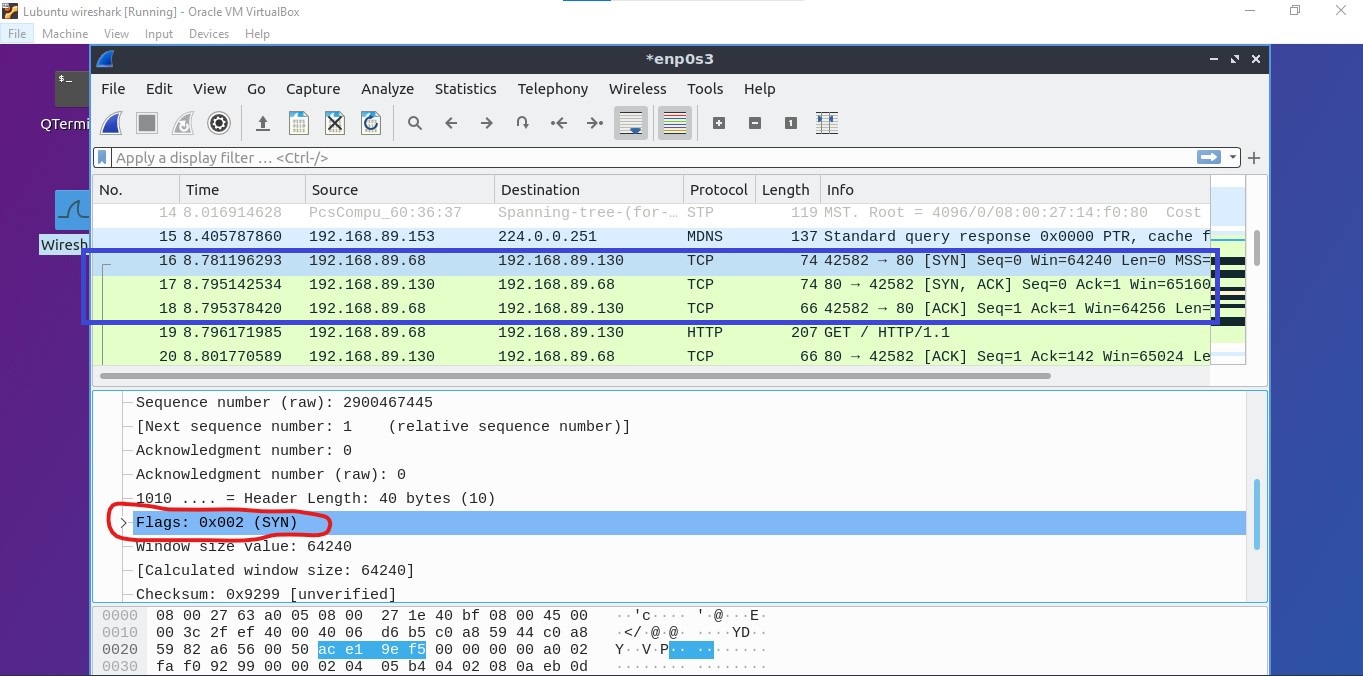 Lubuntu wireshark [Running] - Oracle VM VirtualBox
File Machine View Input Devices Help
*enp0s3
File Edit View Go Capture Analyze Statistics Telephony Wireless Tools Help
QTermi
Wiresh
Apply a display filter … <Ctrl-/>
No. Time Source Destination Protocol Length Info
14 8.016914628 PcsCompu_60:36:37 Spanning-tree-(for-… STP 119 MST. Root = 4096/0/08:00:27:14:f0:80 Cost
15 8.405787860 192.168.89.153 224.0.0.251 MDNS 137 Standard query response 0x0000 PTR, cache f
16 8.781196293 192.168.89.68 192.168.89.130 TCP 74 42582 → 80 [SYN] Seq=0 Win=64240 Len=0 MSS=
17 8.795142534 192.168.89.130 192.168.89.68 TCP 74 80 → 42582 [SYN, ACK] Seq=0 Ack=1 Win=65160
18 8.795378420 192.168.89.68 192.168.89.130 TCP 66 42582 → 80 [ACK] Seq=1 Ack=1 Win=64256 Len=
19 8.796171985 192.168.89.68 192.168.89.130 HTTP 207 GET / HTTP/1.1
20 8.801770589 192.168.89.130 192.168.89.68 TCP 66 80 → 42582 [ACK] Seq=1 Ack=142 Win=65024 Le
Sequence number (raw): 2900467445
[Next sequence number: 1 (relative sequence number)]
Acknowledgment number: 0
Acknowledgment number (raw): 0
1010 .... = Header Length: 40 bytes (10)
Flags: 0x002 (SYN)
Window size value: 64240
[Calculated window size: 64240]
Checksum: 0x9299 [unverified]
0000 08 00 27 63 a0 05 08 00 27 1e 40 bf 08 00 45 00 ··'c···· '·@···E·
0010 00 3c 2f ef 40 00 40 06 d6 b5 c0 a8 59 44 c0 a8 ·</·@·@· ····YD··
0020 59 82 a6 56 00 50 ac e1 9e f5 00 00 00 00 a0 02 Y··V·P·· ········
0030 fa f0 92 99 00 00 02 04 05 b4 04 02 08 0a eb 0d ········ ········